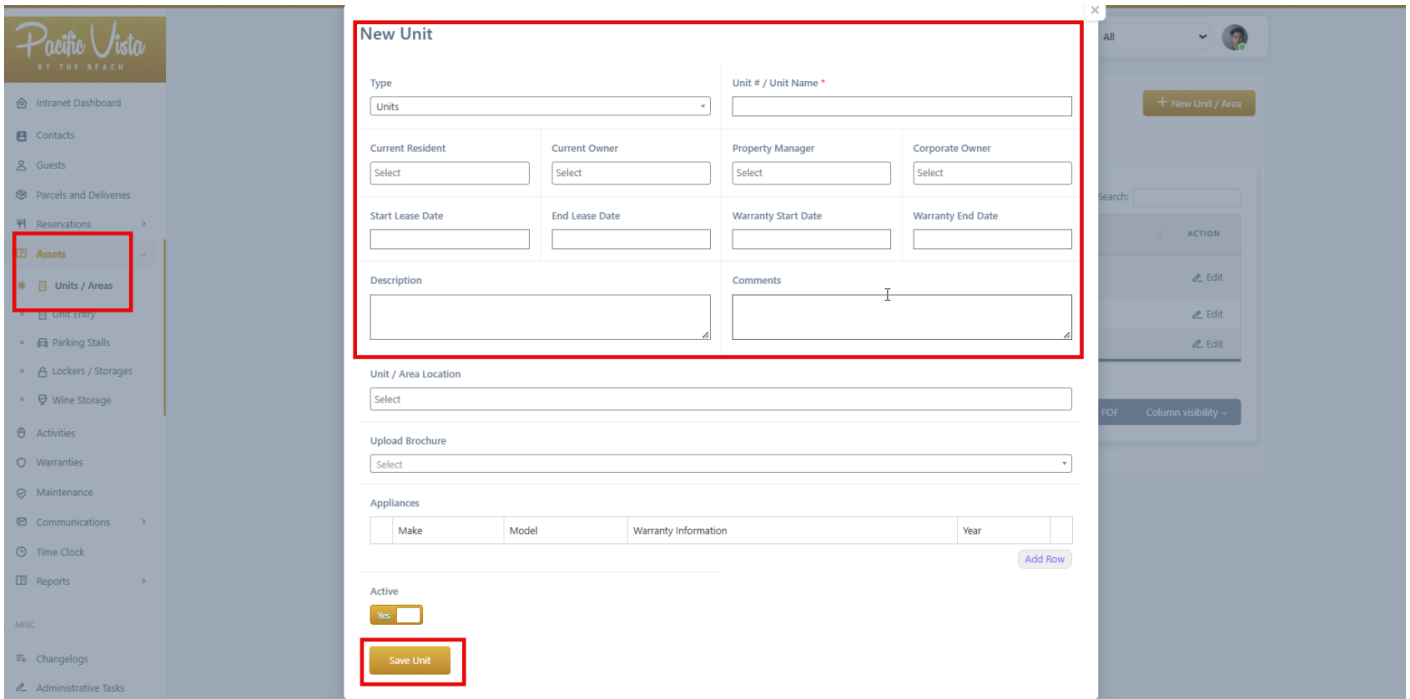 Pacific Vista
BY THE BEACH
Intranet Dashboard
Contacts
Guests
Parcels and Deliveries
Reservations
Assets
Units / Areas
Unit Entry
Parking Stalls
Lockers / Storages
Wine Storage
Activities
Warranties
Maintenance
Communications
Time Clock
Reports
MISC
Changelogs
Administrative Tasks
New Unit
Type
Unit # / Unit Name *
Units
Current Resident
Current Owner
Property Manager
Corporate Owner
Select
Select
Select
Select
Start Lease Date
End Lease Date
Warranty Start Date
Warranty End Date
Description
Comments
Unit / Area Location
Select
Upload Brochure
Select
Appliances
Make
Model
Warranty Information
Year
Add Row
Active
Yes
Save Unit
All
+ New Unit / Area
Search:
ACTION
Edit
Edit
Edit
PDF
Column visibility